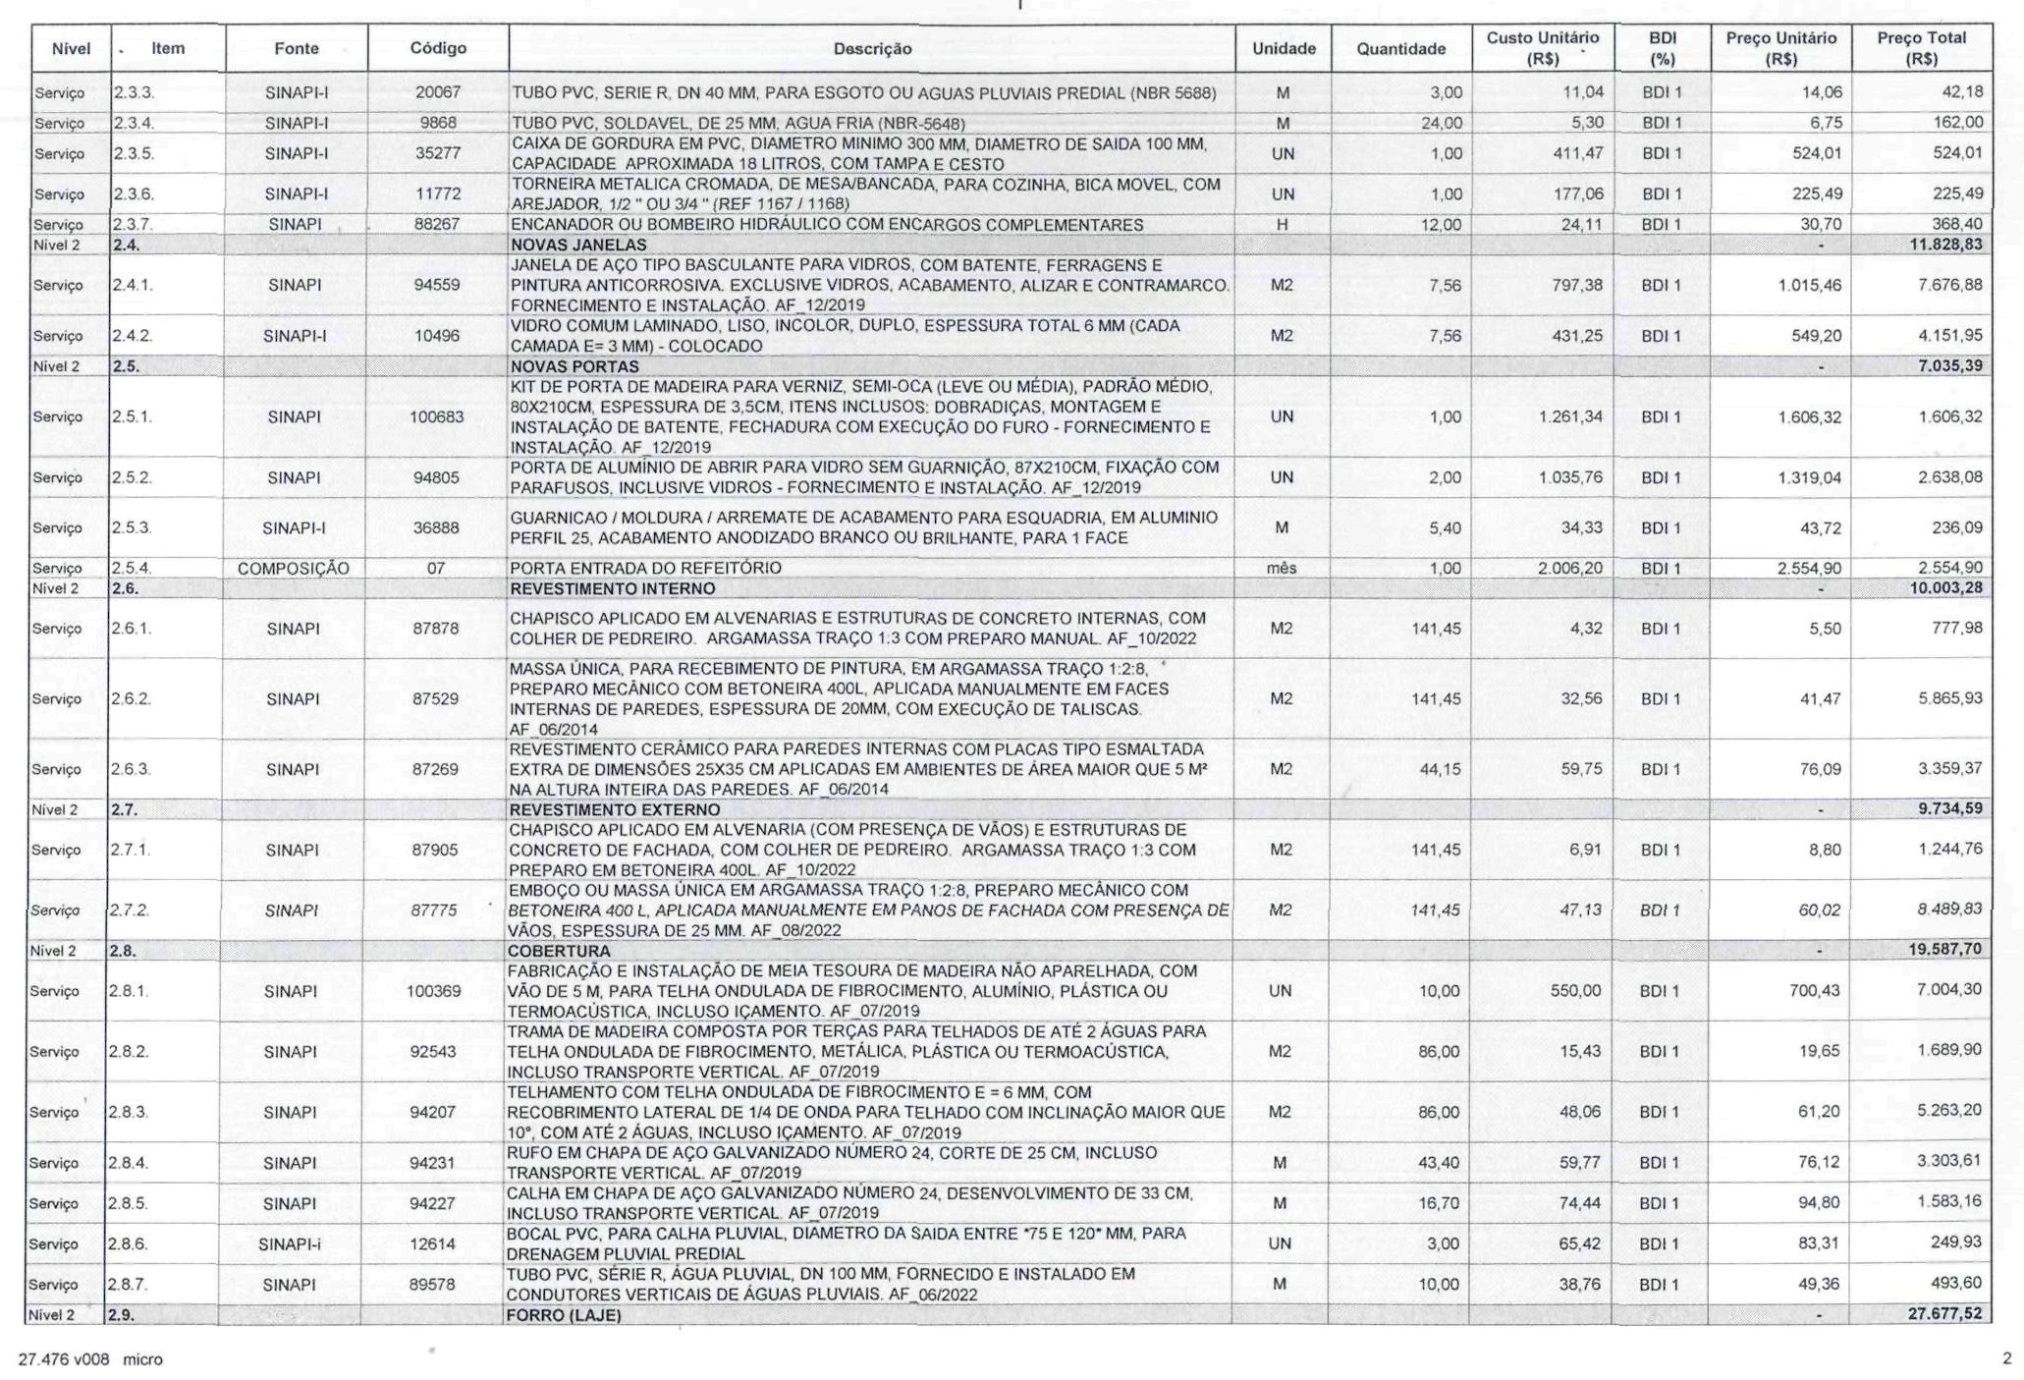 Nível Item Fonte Código Descrição Unidade Quantidade Custo Unitário (R$) BDI (%) Preço Unitário (R$) Preço Total (R$)
Serviço 2.3.3. SINAPI-I 20067 TUBO PVC, SERIE R, DN 40 MM, PARA ESGOTO OU AGUAS PLUVIAIS PREDIAL (NBR 5688) M 3,00 11,04 BDI 1 14,06 42,18
Serviço 2.3.4. SINAPI-I 9868 TUBO PVC, SOLDAVEL, DE 25 MM, AGUA FRIA (NBR-5648) M 24,00 5,30 BDI 1 6,75 162,00
Serviço 2.3.5. SINAPI-I 35277 CAIXA DE GORDURA EM PVC, DIAMETRO MINIMO 300 MM, DIAMETRO DE SAIDA 100 MM,
CAPACIDADE APROXIMADA 18 LITROS, COM TAMPA E CESTO UN 1,00 411,47 BDI 1 524,01 524,01
Serviço 2.3.6. SINAPI-I 11772 TORNEIRA METALICA CROMADA, DE MESA/BANCADA, PARA COZINHA, BICA MOVEL, COM
AREJADOR, 1/2 " OU 3/4 " (REF 1167 / 1168) UN 1,00 177,06 BDI 1 225,49 225,49
Serviço 2.3.7. SINAPI 88267 ENCANADOR OU BOMBEIRO HIDRÁULICO COM ENCARGOS COMPLEMENTARES H 12,00 24,11 BDI 1 30,70 368,40
Nível 2 2.4. NOVAS JANELAS - 11.828,83
Serviço 2.4.1. SINAPI 94559 JANELA DE AÇO TIPO BASCULANTE PARA VIDROS, COM BATENTE, FERRAGENS E
PINTURA ANTICORROSIVA. EXCLUSIVE VIDROS, ACABAMENTO, ALIZAR E CONTRAMARCO.
FORNECIMENTO E INSTALAÇÃO. AF_12/2019 M2 7,56 797,38 BDI 1 1.015,46 7.676,88
Serviço 2.4.2. SINAPI-I 10496 VIDRO COMUM LAMINADO, LISO, INCOLOR, DUPLO, ESPESSURA TOTAL 6 MM (CADA
CAMADA E= 3 MM) - COLOCADO M2 7,56 431,25 BDI 1 549,20 4.151,95
Nível 2 2.5. NOVAS PORTAS - 7.035,39
Serviço 2.5.1. SINAPI 100683 KIT DE PORTA DE MADEIRA PARA VERNIZ, SEMI-OCA (LEVE OU MÉDIA), PADRÃO MÉDIO,
80X210CM, ESPESSURA DE 3,5CM, ITENS INCLUSOS: DOBRADIÇAS, MONTAGEM E
INSTALAÇÃO DE BATENTE, FECHADURA COM EXECUÇÃO DO FURO - FORNECIMENTO E
INSTALAÇÃO. AF_12/2019 UN 1,00 1.261,34 BDI 1 1.606,32 1.606,32
Serviço 2.5.2. SINAPI 94805 PORTA DE ALUMÍNIO DE ABRIR PARA VIDRO SEM GUARNIÇÃO, 87X210CM, FIXAÇÃO COM
PARAFUSOS, INCLUSIVE VIDROS - FORNECIMENTO E INSTALAÇÃO. AF_12/2019 UN 2,00 1.035,76 BDI 1 1.319,04 2.638,08
Serviço 2.5.3. SINAPI-I 36888 GUARNICAO / MOLDURA / ARREMATE DE ACABAMENTO PARA ESQUADRIA, EM ALUMINIO
PERFIL 25, ACABAMENTO ANODIZADO BRANCO OU BRILHANTE, PARA 1 FACE M 5,40 34,33 BDI 1 43,72 236,09
Serviço 2.5.4. COMPOSIÇÃO 07 PORTA ENTRADA DO REFEITÓRIO mês 1,00 2.006,20 BDI 1 2.554,90 2.554,90
Nível 2 2.6. REVESTIMENTO INTERNO - 10.003,28
Serviço 2.6.1. SINAPI 87878 CHAPISCO APLICADO EM ALVENARIAS E ESTRUTURAS DE CONCRETO INTERNAS, COM
COLHER DE PEDREIRO. ARGAMASSA TRAÇO 1:3 COM PREPARO MANUAL. AF_10/2022 M2 141,45 4,32 BDI 1 5,50 777,98
Serviço 2.6.2. SINAPI 87529 MASSA ÚNICA, PARA RECEBIMENTO DE PINTURA, EM ARGAMASSA TRAÇO 1:2:8,
PREPARO MECÂNICO COM BETONEIRA 400L, APLICADA MANUALMENTE EM FACES
INTERNAS DE PAREDES, ESPESSURA DE 20MM, COM EXECUÇÃO DE TALISCAS.
AF_06/2014 M2 141,45 32,56 BDI 1 41,47 5.865,93
Serviço 2.6.3. SINAPI 87269 REVESTIMENTO CERÂMICO PARA PAREDES INTERNAS COM PLACAS TIPO ESMALTADA
EXTRA DE DIMENSÕES 25X35 CM APLICADAS EM AMBIENTES DE ÁREA MAIOR QUE 5 M²
NA ALTURA INTEIRA DAS PAREDES. AF_06/2014 M2 44,15 59,75 BDI 1 76,09 3.359,37
Nível 2 2.7. REVESTIMENTO EXTERNO - 9.734,59
Serviço 2.7.1. SINAPI 87905 CHAPISCO APLICADO EM ALVENARIA (COM PRESENÇA DE VÃOS) E ESTRUTURAS DE
CONCRETO DE FACHADA, COM COLHER DE PEDREIRO. ARGAMASSA TRAÇO 1:3 COM
PREPARO EM BETONEIRA 400L. AF_10/2022 M2 141,45 6,91 BDI 1 8,80 1.244,76
Serviço 2.7.2. SINAPI 87775 EMBOÇO OU MASSA ÚNICA EM ARGAMASSA TRAÇO 1:2:8, PREPARO MECÂNICO COM
BETONEIRA 400 L, APLICADA MANUALMENTE EM PANOS DE FACHADA COM PRESENÇA DE
VÃOS, ESPESSURA DE 25 MM. AF_08/2022 M2 141,45 47,13 BDI 1 60,02 8.489,83
Nível 2 2.8. COBERTURA - 19.587,70
Serviço 2.8.1. SINAPI 100369 FABRICAÇÃO E INSTALAÇÃO DE MEIA TESOURA DE MADEIRA NÃO APARELHADA, COM
VÃO DE 5 M, PARA TELHA ONDULADA DE FIBROCIMENTO, ALUMÍNIO, PLÁSTICA OU
TERMOACÚSTICA, INCLUSO IÇAMENTO. AF_07/2019 UN 10,00 550,00 BDI 1 700,43 7.004,30
Serviço 2.8.2. SINAPI 92543 TRAMA DE MADEIRA COMPOSTA POR TERÇAS PARA TELHADOS DE ATÉ 2 ÁGUAS PARA
TELHA ONDULADA DE FIBROCIMENTO, METÁLICA, PLÁSTICA OU TERMOACÚSTICA,
INCLUSO TRANSPORTE VERTICAL. AF_07/2019 M2 86,00 15,43 BDI 1 19,65 1.689,90
Serviço 2.8.3. SINAPI 94207 TELHAMENTO COM TELHA ONDULADA DE FIBROCIMENTO E = 6 MM, COM
RECOBRIMENTO LATERAL DE 1/4 DE ONDA PARA TELHADO COM INCLINAÇÃO MAIOR QUE
10°, COM ATÉ 2 ÁGUAS, INCLUSO IÇAMENTO. AF_07/2019 M2 86,00 48,06 BDI 1 61,20 5.263,20
Serviço 2.8.4. SINAPI 94231 RUFO EM CHAPA DE AÇO GALVANIZADO NÚMERO 24, CORTE DE 25 CM, INCLUSO
TRANSPORTE VERTICAL. AF_07/2019 M 43,40 59,77 BDI 1 76,12 3.303,61
Serviço 2.8.5. SINAPI 94227 CALHA EM CHAPA DE AÇO GALVANIZADO NÚMERO 24, DESENVOLVIMENTO DE 33 CM,
INCLUSO TRANSPORTE VERTICAL. AF_07/2019 M 16,70 74,44 BDI 1 94,80 1.583,16
Serviço 2.8.6. SINAPI-i 12614 BOCAL PVC, PARA CALHA PLUVIAL, DIAMETRO DA SAIDA ENTRE *75 E 120* MM, PARA
DRENAGEM PLUVIAL PREDIAL UN 3,00 65,42 BDI 1 83,31 249,93
Serviço 2.8.7. SINAPI 89578 TUBO PVC, SÉRIE R, ÁGUA PLUVIAL, DN 100 MM, FORNECIDO E INSTALADO EM
CONDUTORES VERTICAIS DE ÁGUAS PLUVIAIS. AF_06/2022 M 10,00 38,76 BDI 1 49,36 493,60
Nível 2 2.9. FORRO (LAJE) - 27.677,52
27.476 v008 micro 2